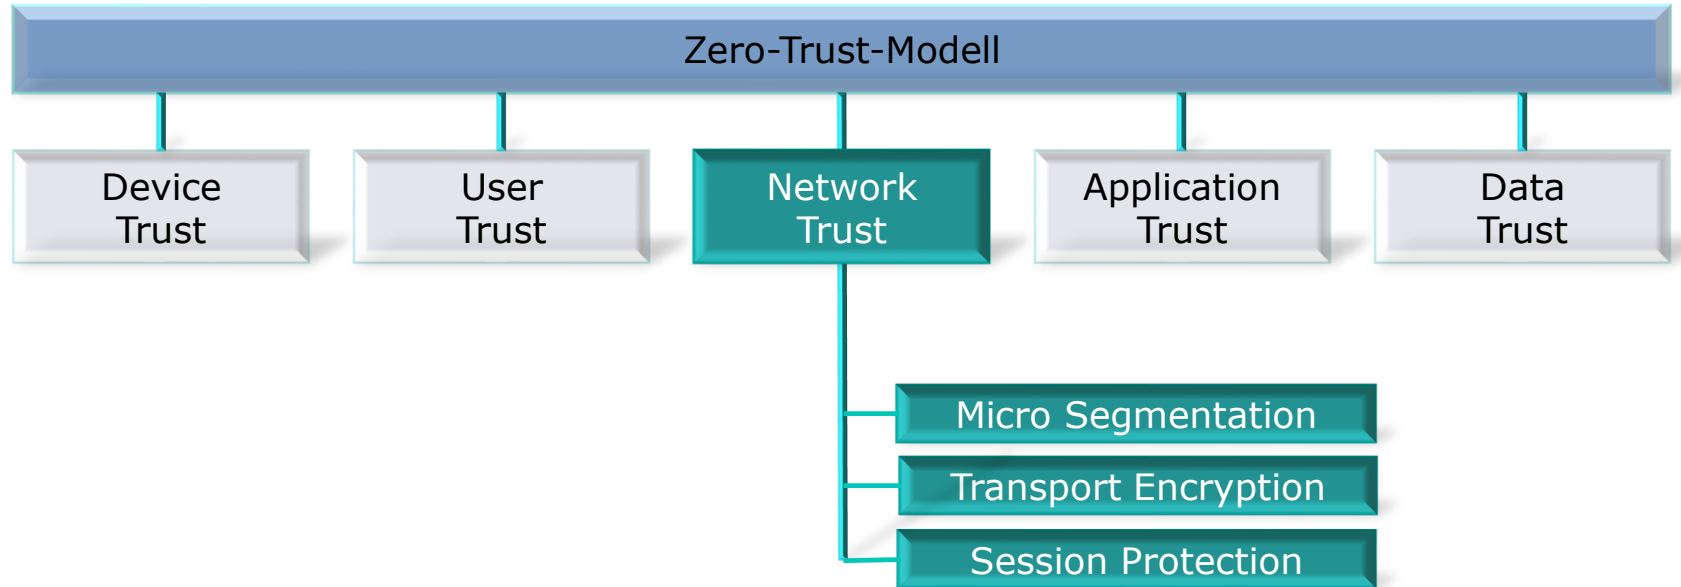 Zero-Trust-Modell
Device
Trust
User
Trust
Network
Trust
Application
Trust
Data
Trust
Micro Segmentation
Transport Encryption
Session Protection